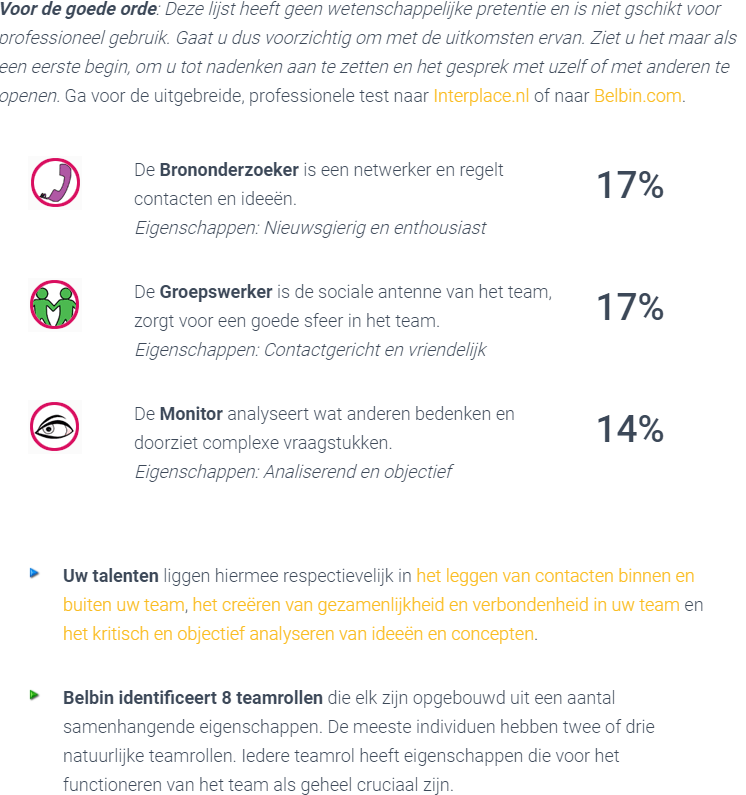 Voor de goede orde: Deze lijst heeft geen wetenschappelijke pretentie en is niet gschikt voor
professioneel gebruik. Gaat u dus voorzichtig om met de uitkomsten ervan. Ziet u het maar als
een eerste begin, om u tot nadenken aan te zetten en het gesprek met uzelf of met anderen te
openen. Ga voor de uitgebreide, professionele test naar Interplace.nl of naar Belbin.com.
De Brononderzoeker is een netwerker en regelt
contacten en ideeën.
Eigenschappen: Nieuwsgierig en enthousiast
17%
De Groepswerker is de sociale antenne van het team,
zorgt voor een goede sfeer in het team.
Eigenschappen: Contactgericht en vriendelijk
17%
De Monitor analyseert wat anderen bedenken en
doorziet complexe vraagstukken.
Eigenschappen: Analiserend en objectief
14%
Uw talenten liggen hiermee respectievelijk in het leggen van contacten binnen en
buiten uw team, het creëren van gezamenlijkheid en verbondenheid in uw team en
het kritisch en objectief analyseren van ideeën en concepten.
Belbin identificeert 8 teamrollen die elk zijn opgebouwd uit een aantal
samenhangende eigenschappen. De meeste individuen hebben twee of drie
natuurlijke teamrollen. Iedere teamrol heeft eigenschappen die voor het
functioneren van het team als geheel cruciaal zijn.